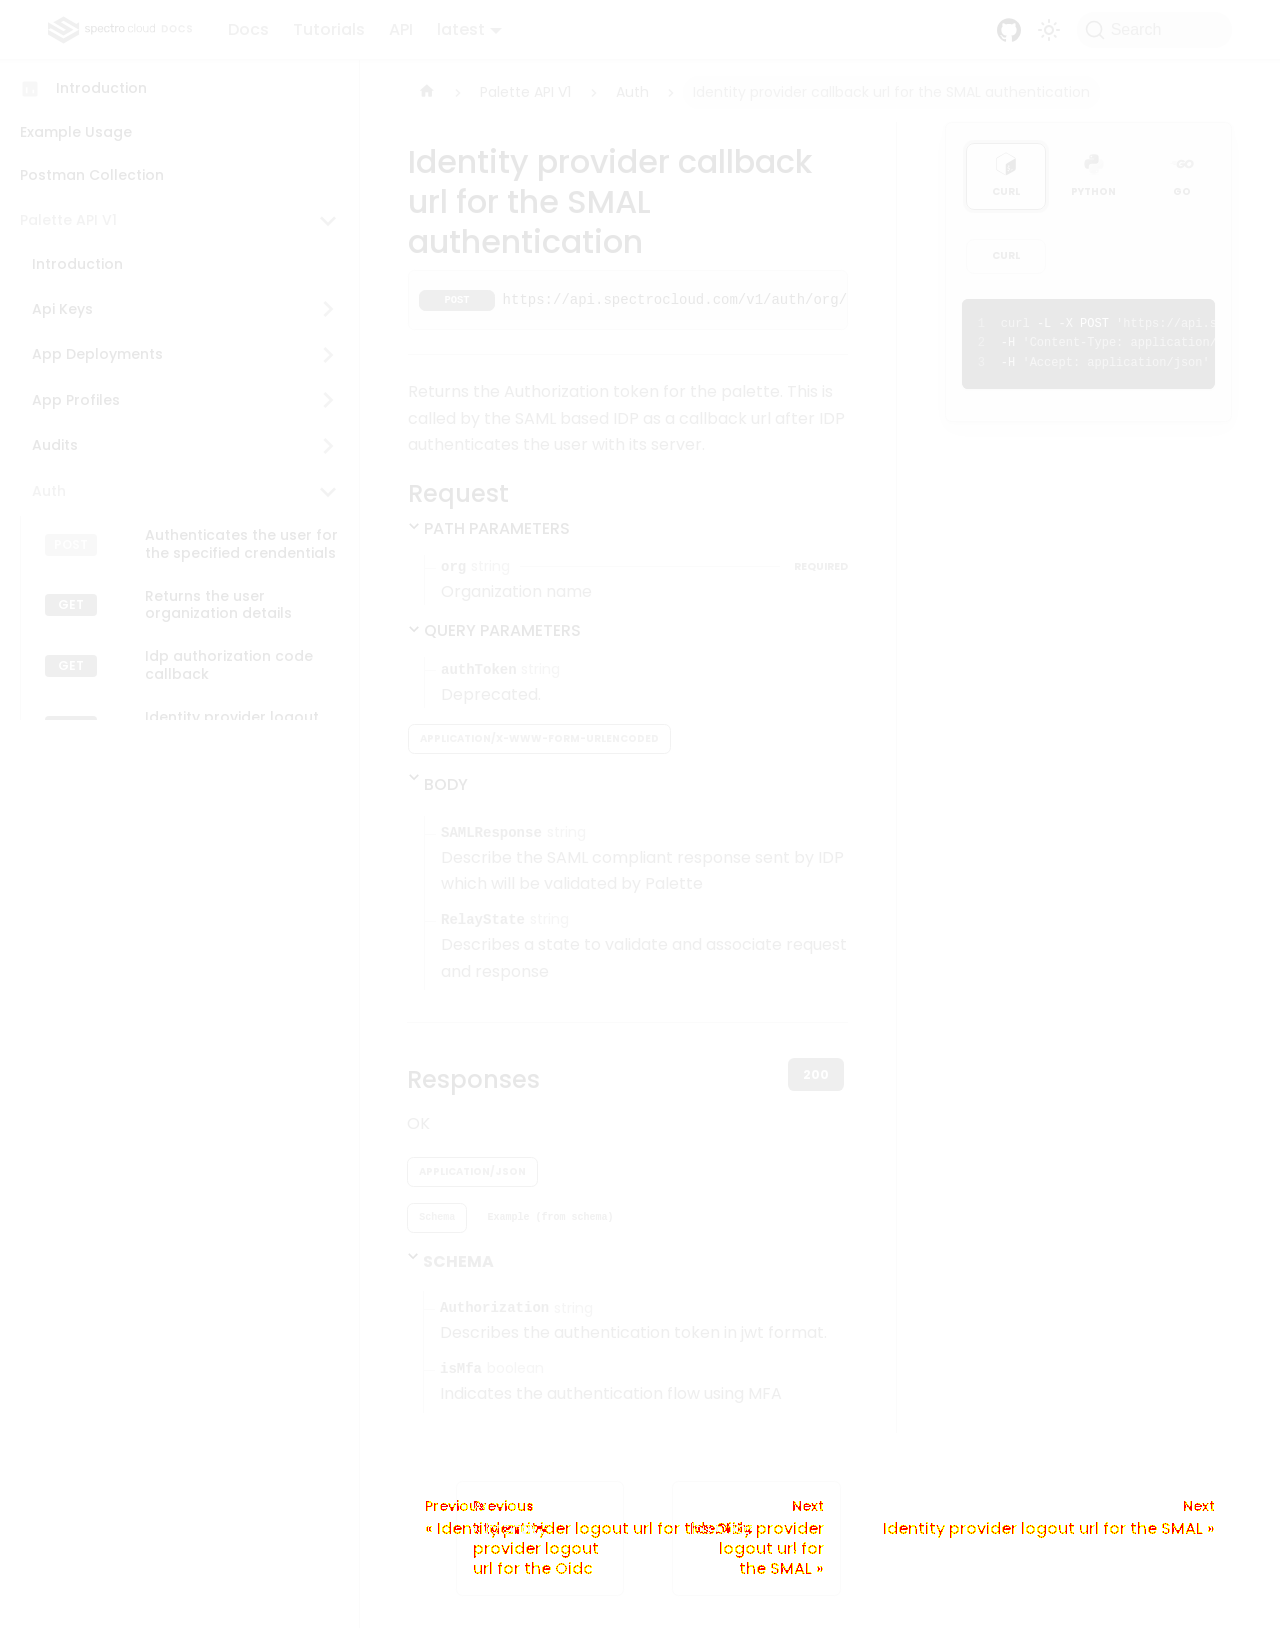 spectro cloud DOCS
Docs Tutorials API latest
Search
Introduction
Example Usage
Postman Collection
Palette API V1
Introduction
Api Keys
App Deployments
App Profiles
Audits
Auth
POST Authenticates the user for
the specified crendentials
GET Returns the user
organization details
GET Idp authorization code
callback
Identity provider logout
Palette API V1 > Auth > Identity provider callback url for the SMAL authentication
Identity provider callback
url for the SMAL
authentication
POST https://api.spectrocloud.com/v1/auth/org/
Returns the Authorization token for the palette. This is
called by the SAML based IDP as a callback url after IDP
authenticates the user with its server.
Request
PATH PARAMETERS
org string REQUIRED
Organization name
QUERY PARAMETERS
authToken string
Deprecated.
APPLICATION/X-WWW-FORM-URLENCODED
BODY
SAMLResponse string
Describe the SAML compliant response sent by IDP
which will be validated by Palette
RelayState string
Describes a state to validate and associate request
and response
Responses 200
OK
APPLICATION/JSON
Schema Example (from schema)
SCHEMA
Authorization string
Describes the authentication token in jwt format.
isMfa boolean
Indicates the authentication flow using MFA
CURL PYTHON GO
CURL
1 curl -L -X POST 'https://api.s
2 -H 'Content-Type: application/
3 -H 'Accept: application/json'
Previous
Previous
Next
Next
« Identity provider logout url for the Oidc
provider logout
url for the Oidc
provider
logout url for
the SMAL »
Identity provider logout url for the SMAL »